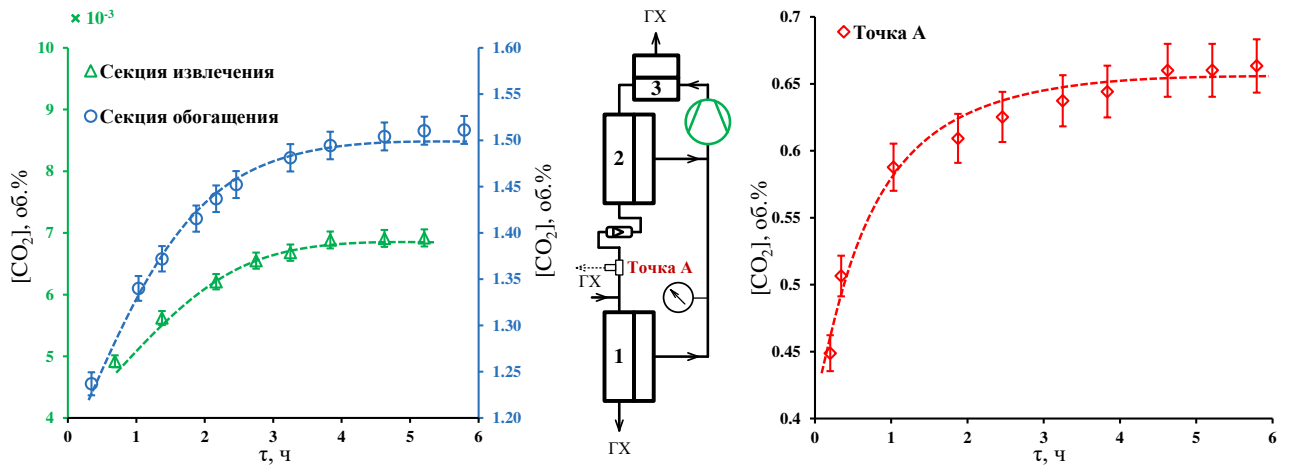 × 10⁻³
10
9
8
7
6
5
4
[CO₂], об.%
Секция извлечения
Секция обогащения
0 1 2 3 4 5 6
τ, ч
1.60
1.50
1.45
1.40
1.35
1.30
1.25
1.20
[CO₂], об.%
ГХ
3
2
Точка А
ГХ
1
ГХ
0.7
0.65
0.6
0.55
0.5
0.45
0.4
[CO₂], об.%
Точка А
0 1 2 3 4 5 6
τ, ч